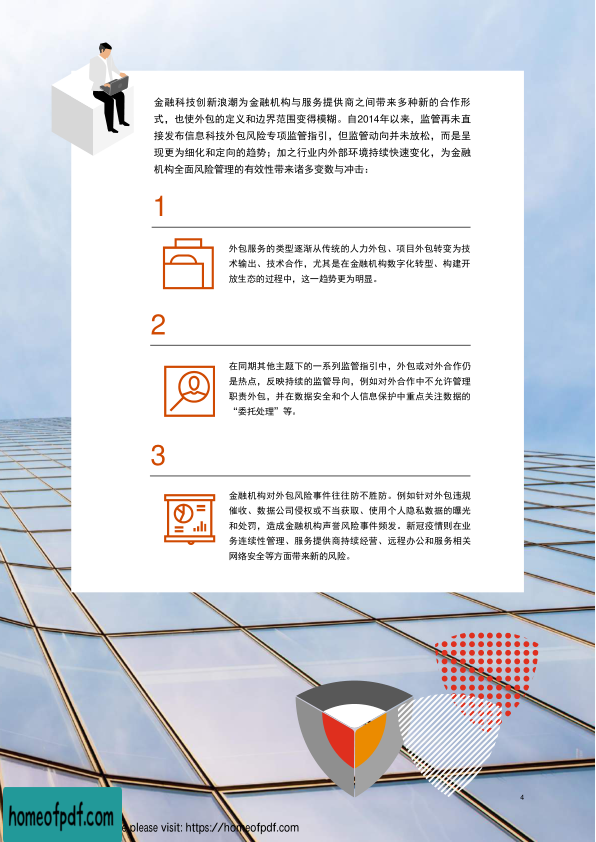 金融科技创新浪潮为金融机构与服务提供商之间带来多种新的合作形
式，也使外包的定义和边界范围变得模糊。自2014年以来，监管再未直
接发布信息科技外包风险专项监管指引，但监管动向并未放松，而是呈
现更为细化和定向的趋势；加之行业内外部环境持续快速变化，为金融
机构全面风险管理的有效性带来诸多变数与冲击：
1
外包服务的类型逐渐从传统的人力外包、项目外包转变为技
术输出、技术合作，尤其是在金融机构数字化转型、构建开
放生态的过程中，这一趋势更为明显。
2
在同期其他主题下的一系列监管指引中，外包或对外合作仍
是热点，反映持续的监管导向，例如对外合作中不允许管理
职责外包，并在数据安全和个人信息保护中重点关注数据的
“委托处理”等。
3
金融机构对外包风险事件往往防不胜防。例如针对外包违规
催收、数据公司侵权或不当获取、使用个人隐私数据的曝光
和处罚，造成金融机构声誉风险事件频发。新冠疫情则在业
务连续性管理、服务提供商持续经营、远程办公和服务相关
网络安全等方面带来新的风险。
4
homeofpdf.com
please visit: https://homeofpdf.com